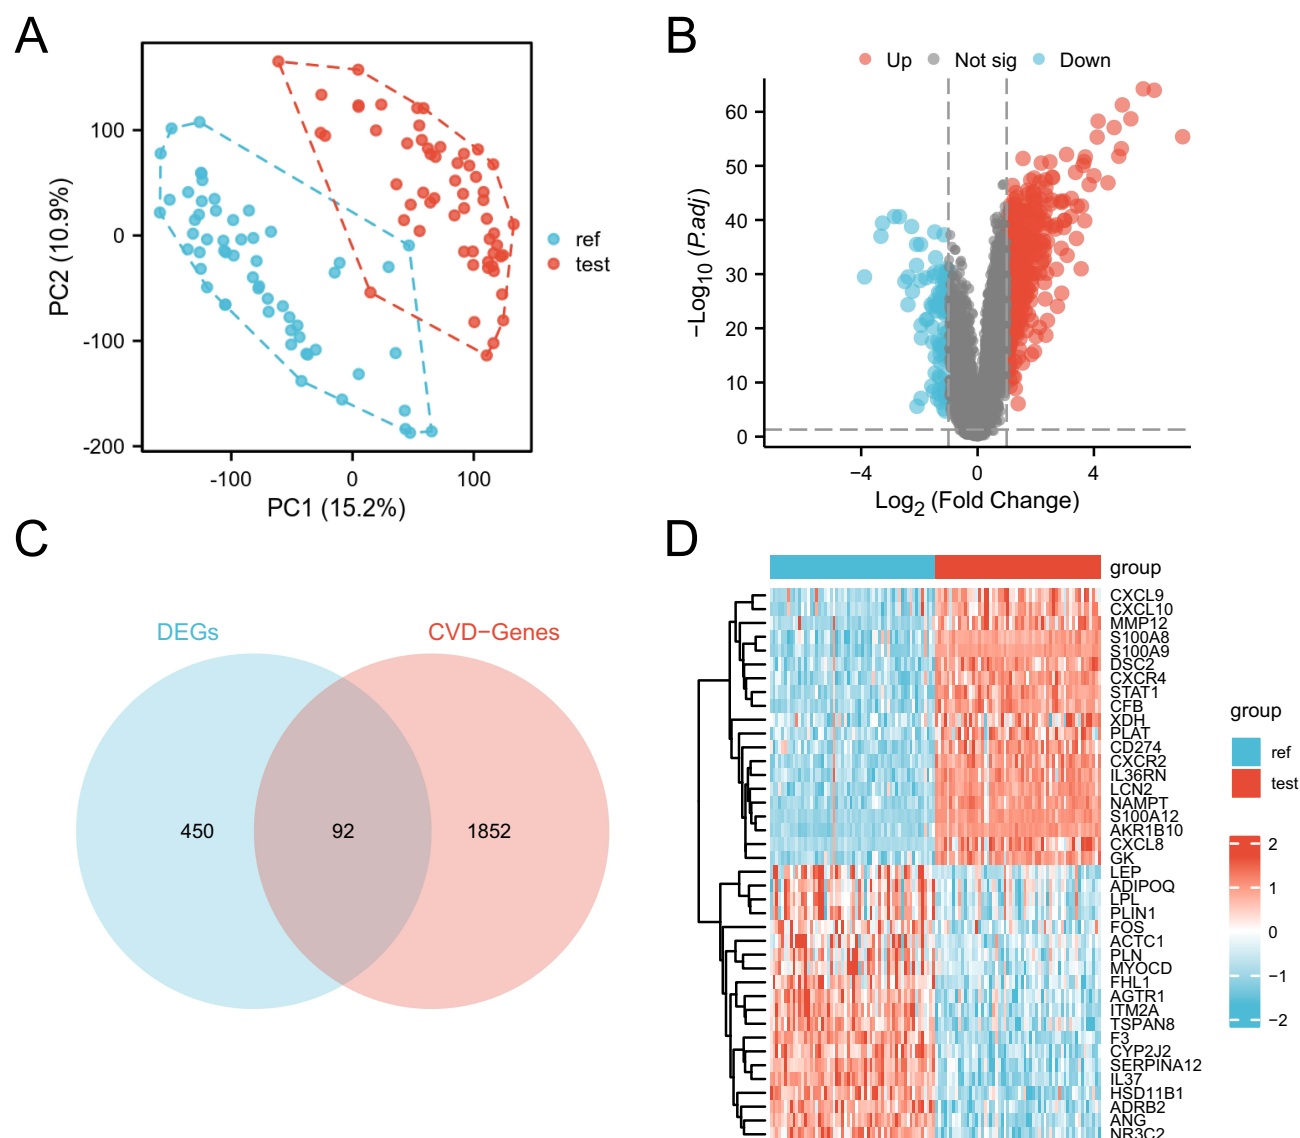 A
100
0
-100
-200
-100
0
100
PC2 (10.9%)
PC1 (15.2%)
ref
test
B
Up
Not sig
Down
60
50
40
30
20
10
0
−4
0
4
−Log10 (P.adj)
Log2 (Fold Change)
C
DEGs
CVD−Genes
450
92
1852
D
group
CXCL9
CXCL10
MMP12
S100A8
S100A9
DSC2
CXCR4
STAT1
CFB
XDH
PLAT
CD274
CXCR2
IL36RN
LCN2
NAMPT
S100A12
AKR1B10
CXCL8
GK
LEP
ADIPOQ
LPL
PLIN1
FOS
ACTC1
PLN
MYOCD
FHL1
AGTR1
ITM2A
TSPAN8
F3
CYP2J2
SERPINA12
IL37
HSD11B1
ADRB2
ANG
NR3C2
group
ref
test
2
1
0
−1
−2